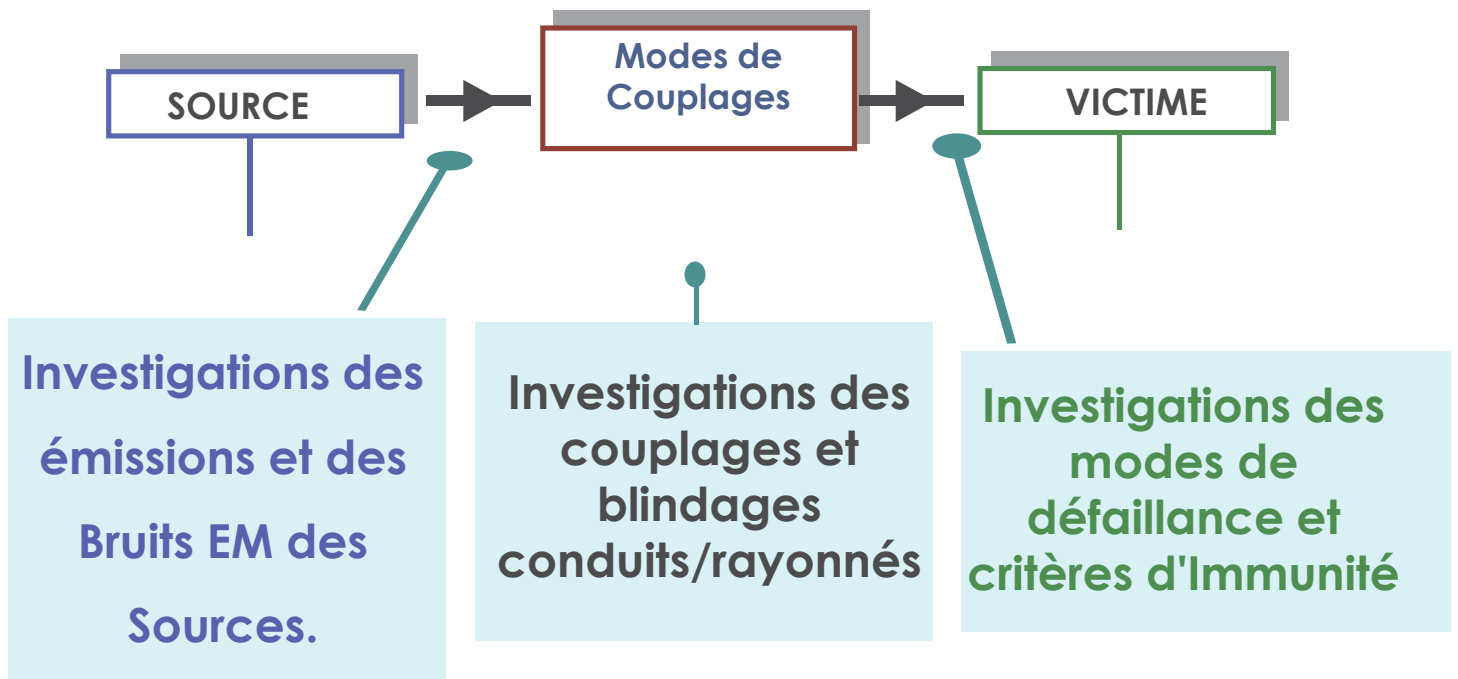 SOURCE
Modes de
Couplages
VICTIME
Investigations des
émissions et des
Bruits EM des
Sources.
Investigations des
couplages et
blindages
conduits/rayonnés
Investigations des
modes de
défaillance et
critères d'Immunité